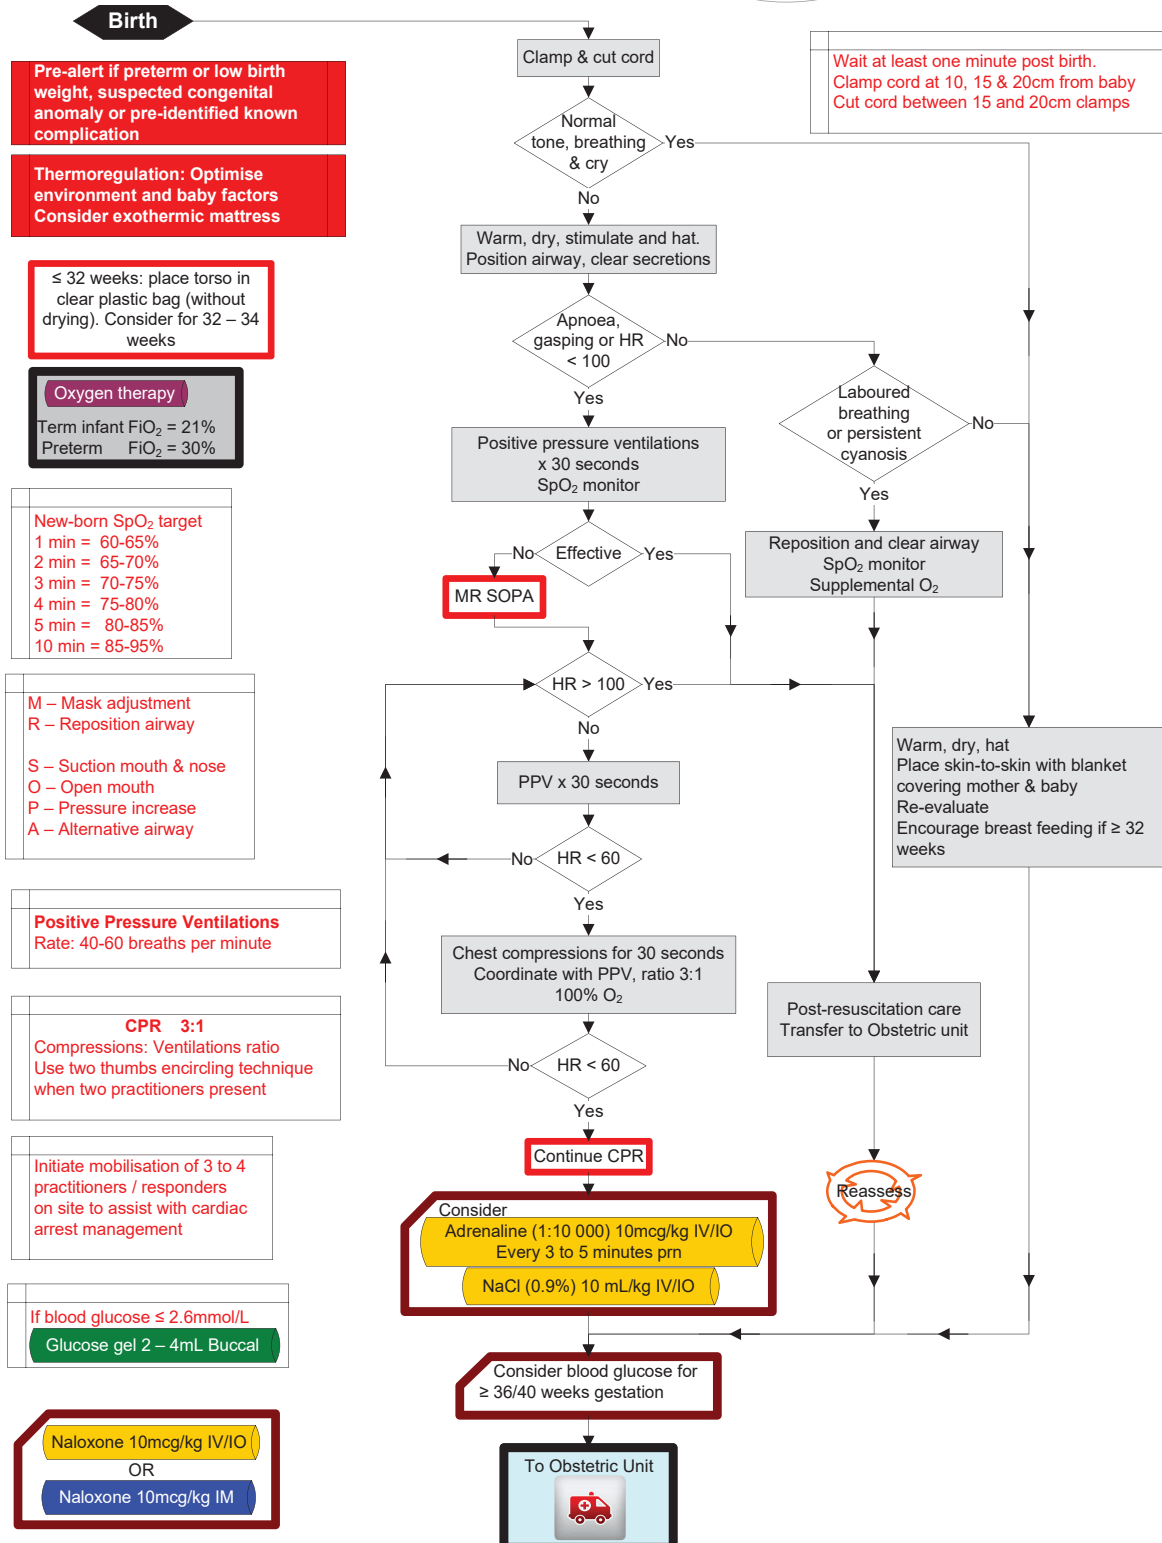 Birth
Clamp & cut cord
Wait at least one minute post birth.
Clamp cord at 10, 15 & 20cm from baby
Cut cord between 15 and 20cm clamps
Pre-alert if preterm or low birth
weight, suspected congenital
anomaly or pre-identified known
complication
Normal
tone, breathing
& cry
Yes
No
Thermoregulation: Optimise
environment and baby factors
Consider exothermic mattress
Warm, dry, stimulate and hat.
Position airway, clear secretions
≤ 32 weeks: place torso in
clear plastic bag (without
drying). Consider for 32 – 34
weeks
Apnoea,
gasping or HR
< 100
No
Yes
Oxygen therapy
Term infant FiO2 = 21%
Preterm FiO2 = 30%
Laboured
breathing
or persistent
cyanosis
No
Yes
Positive pressure ventilations
x 30 seconds
SpO2 monitor
New-born SpO2 target
1 min = 60-65%
2 min = 65-70%
3 min = 70-75%
4 min = 75-80%
5 min = 80-85%
10 min = 85-95%
No
Effective
Yes
Reposition and clear airway
SpO2 monitor
Supplemental O2
MR SOPA
HR > 100
Yes
No
M – Mask adjustment
R – Reposition airway
S – Suction mouth & nose
O – Open mouth
P – Pressure increase
A – Alternative airway
PPV x 30 seconds
Warm, dry, hat
Place skin-to-skin with blanket
covering mother & baby
Re-evaluate
Encourage breast feeding if ≥ 32
weeks
No
HR < 60
Yes
Positive Pressure Ventilations
Rate: 40-60 breaths per minute
Chest compressions for 30 seconds
Coordinate with PPV, ratio 3:1
100% O2
CPR 3:1
Compressions: Ventilations ratio
Use two thumbs encircling technique
when two practitioners present
Post-resuscitation care
Transfer to Obstetric unit
No
HR < 60
Yes
Initiate mobilisation of 3 to 4
practitioners / responders
on site to assist with cardiac
arrest management
Continue CPR
Reassess
Consider
Adrenaline (1:10 000) 10mcg/kg IV/IO
Every 3 to 5 minutes prn
NaCl (0.9%) 10 mL/kg IV/IO
If blood glucose ≤ 2.6mmol/L
Glucose gel 2 – 4mL Buccal
Consider blood glucose for
≥ 36/40 weeks gestation
Naloxone 10mcg/kg IV/IO
OR
Naloxone 10mcg/kg IM
To Obstetric Unit